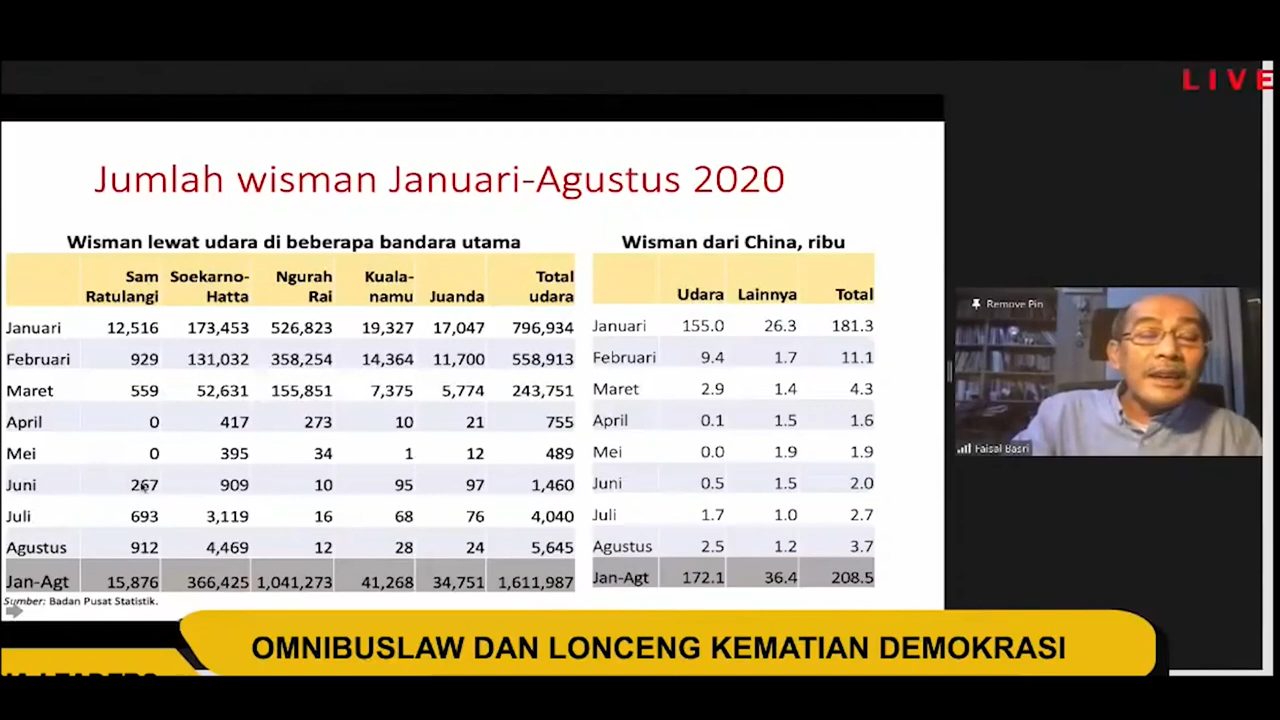 LIVE
Jumlah wisman Januari-Agustus 2020
Wisman lewat udara di beberapa bandara utama
Sam Ratulangi Soekarno-Hatta Ngurah Rai Kuala-namu Juanda Total udara
Januari 12,516 173,453 526,823 19,327 17,047 796,934
Februari 929 131,032 358,254 14,364 11,700 558,913
Maret 559 52,631 155,851 7,375 5,774 243,751
April 0 417 273 10 21 755
Mei 0 395 34 1 12 489
Juni 267 909 10 95 97 1,460
Juli 693 3,119 16 68 76 4,040
Agustus 912 4,469 12 28 24 5,645
Jan-Agt 15,876 366,425 1,041,273 41,268 34,751 1,611,987
Sumber: Badan Pusat Statistik.
Wisman dari China, ribu
Udara Lainnya Total
Januari 155.0 26.3 181.3
Februari 9.4 1.7 11.1
Maret 2.9 1.4 4.3
April 0.1 1.5 1.6
Mei 0.0 1.9 1.9
Juni 0.5 1.5 2.0
Juli 1.7 1.0 2.7
Agustus 2.5 1.2 3.7
Jan-Agt 172.1 36.4 208.5
Remove Pin
Faisal Basri
OMNIBUSLAW DAN LONCENG KEMATIAN DEMOKRASI
LEADERS